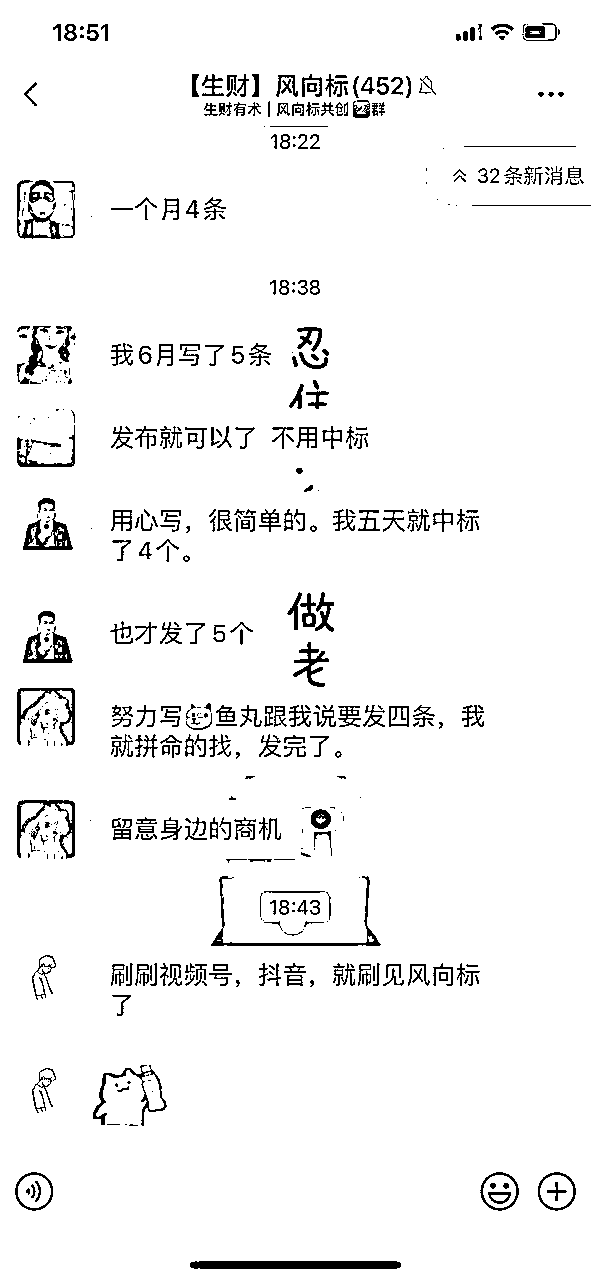 18:51
【生财】风向标(452)
生财有术 | 风向标共创 群
18:22
32条新消息
一个月4条
18:38
我6月写了5条
忍
住
发布就可以了 不用中标
用心写，很简单的。我五天就中标
了4个。
做
老
也才发了5个
努力写🐱鱼丸跟我说要发四条，我
就拼命的找，发完了。
留意身边的商机
18:43
刷刷视频号，抖音，就刷见风向标
了